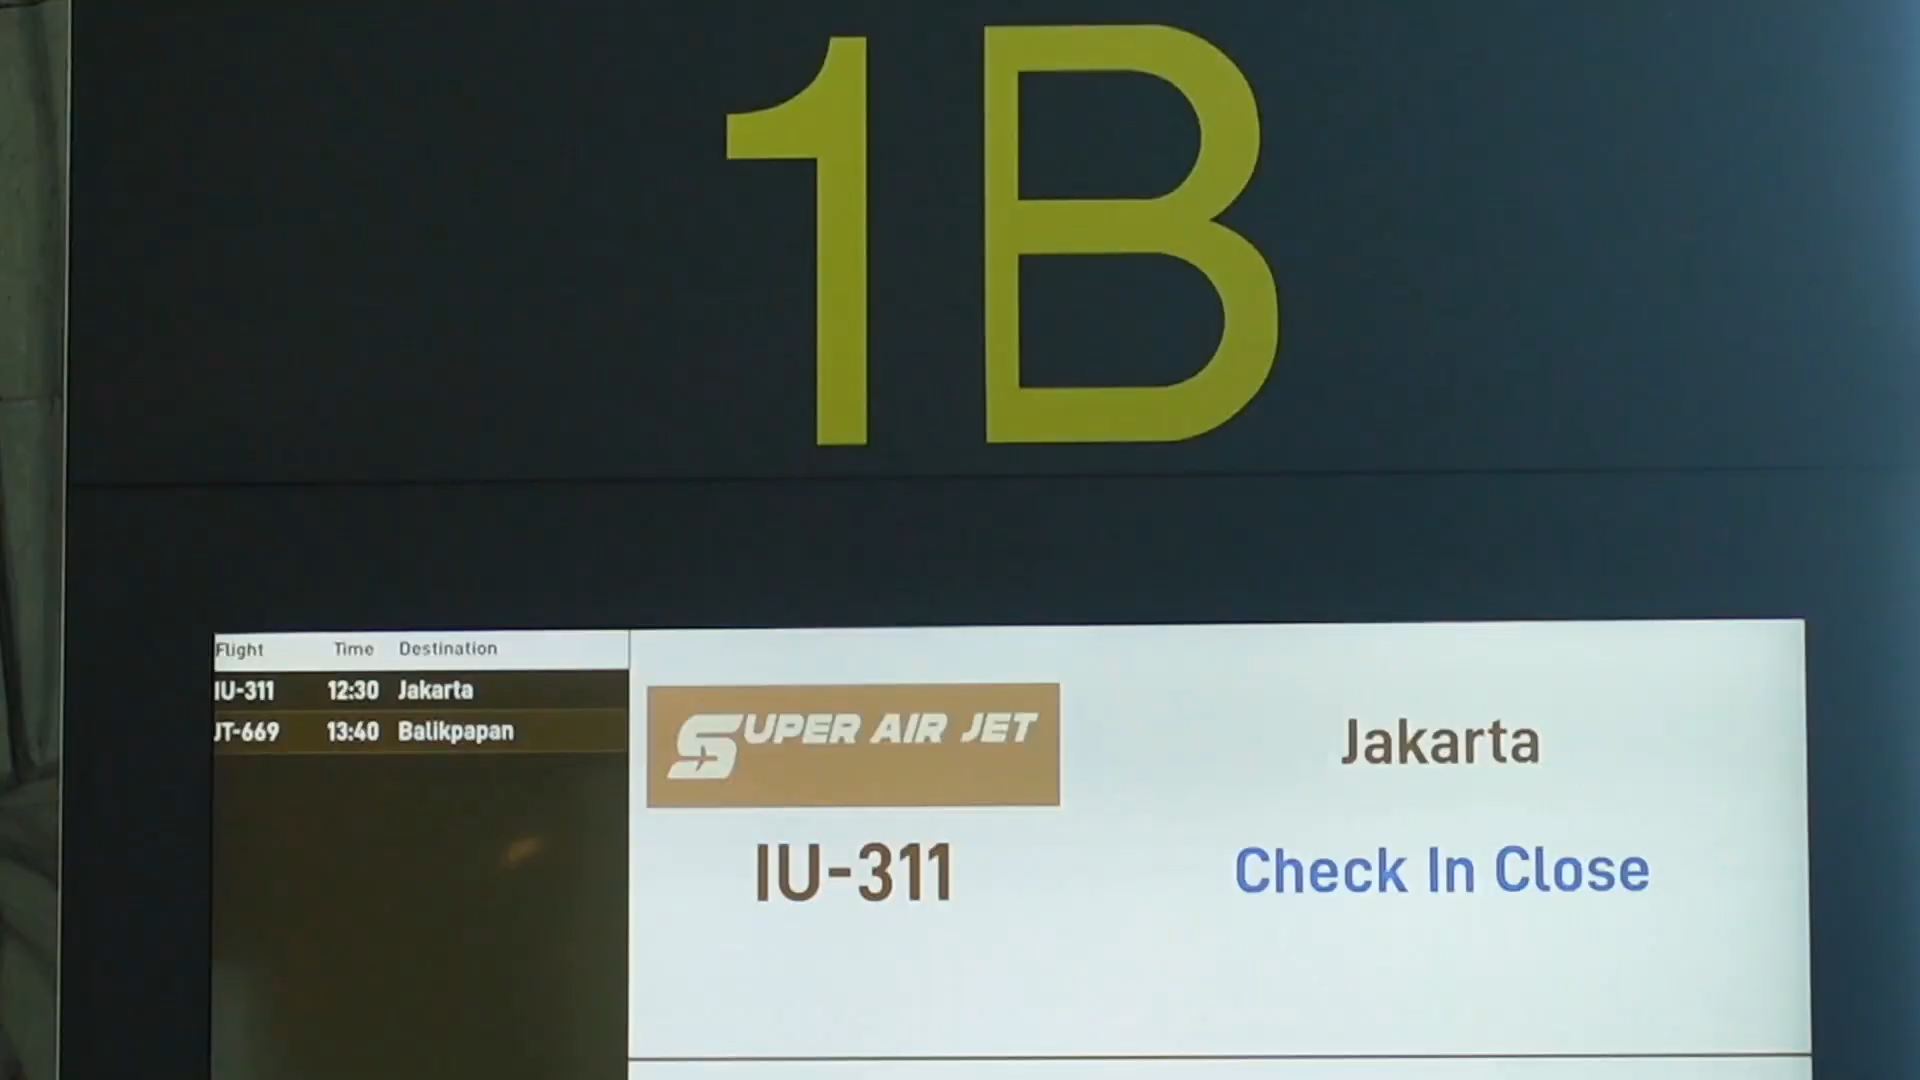 1B
Flight Time Destination
IU-311 12:30 Jakarta
JT-669 13:40 Balikpapan
SUPER AIR JET
Jakarta
IU-311
Check In Close